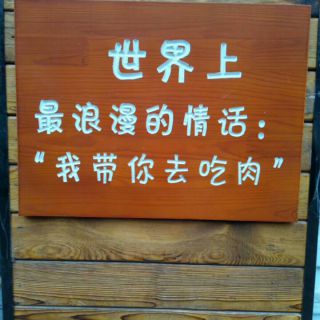 世界上
最浪漫的情话：
“我带你去吃肉”